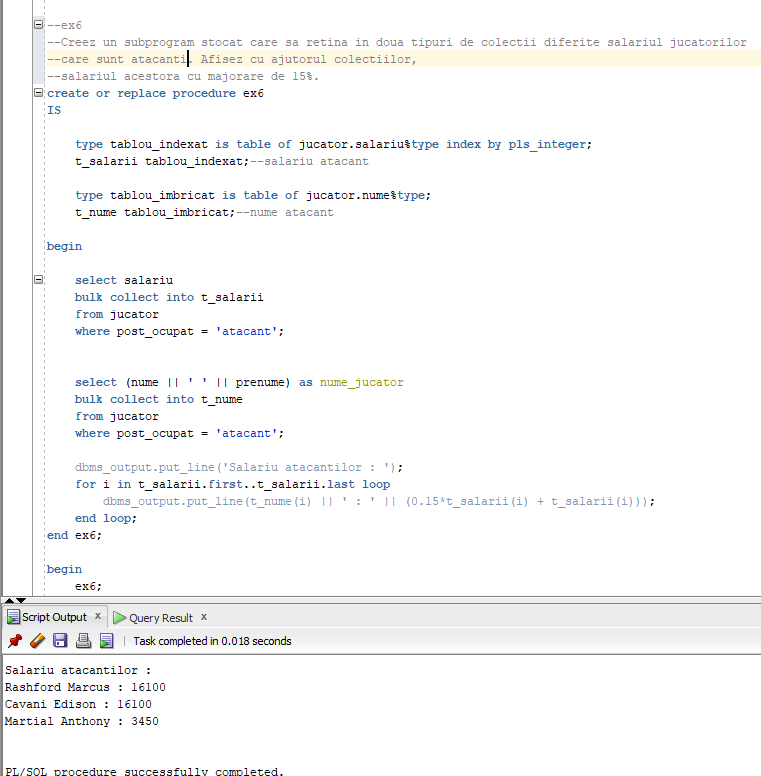 --ex6
--Creez un subprogram stocat care sa retina in doua tipuri de colectii diferite salariul jucatorilor
--care sunt atacanti. Afisez cu ajutorul colectiilor,
--salariul acestora cu majorare de 15%.
create or replace procedure ex6
IS
type tablou_indexat is table of jucator.salariu%type index by pls_integer;
t_salarii tablou_indexat;--salariu atacant
type tablou_imbricat is table of jucator.nume%type;
t_nume tablou_imbricat;--nume atacant
begin
select salariu
bulk collect into t_salarii
from jucator
where post_ocupat = 'atacant';
select (nume || ' ' || prenume) as nume_jucator
bulk collect into t_nume
from jucator
where post_ocupat = 'atacant';
dbms_output.put_line('Salariu atacantilor : ');
for i in t_salarii.first..t_salarii.last loop
dbms_output.put_line(t_nume(i) || ' : ' || (0.15*t_salarii(i) + t_salarii(i)));
end loop;
end ex6;
begin
ex6;
Script Output x Query Result x
Task completed in 0.018 seconds
Salariu atacantilor :
Rashford Marcus : 16100
Cavani Edison : 16100
Martial Anthony : 3450
PL/SQL procedure successfully completed.